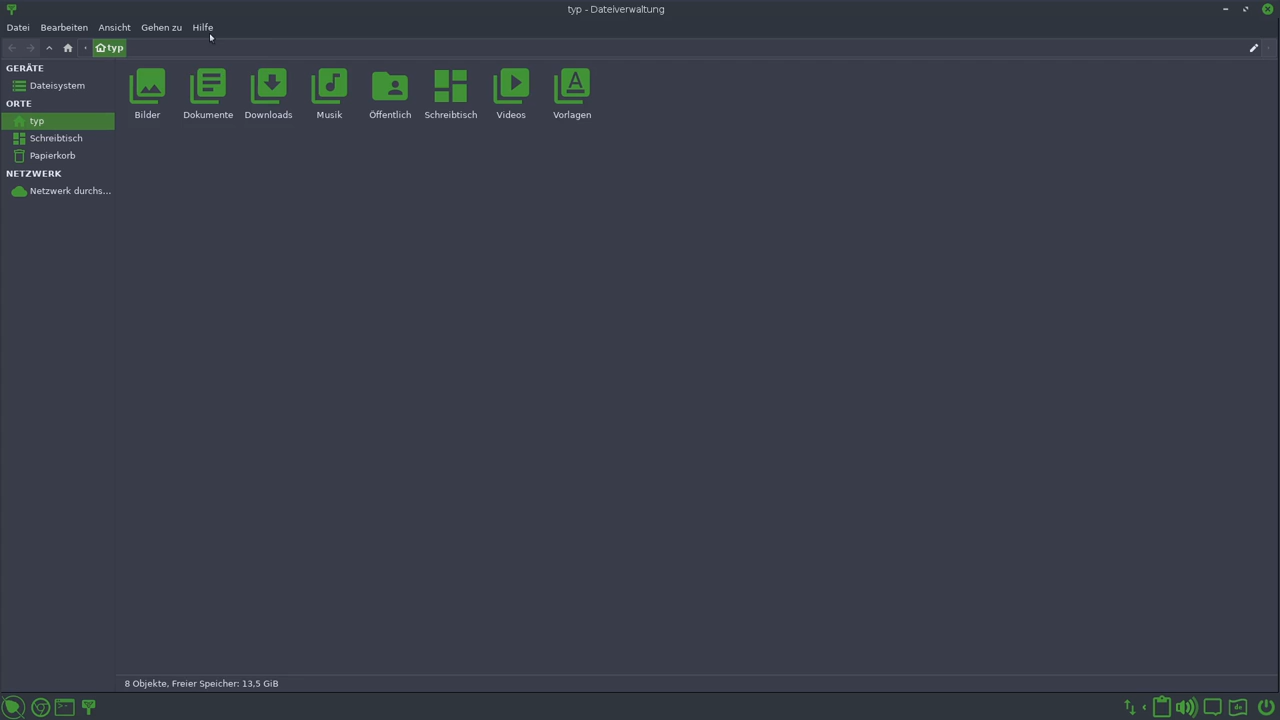 typ - Dateiverwaltung
Datei Bearbeiten Ansicht Gehen zu Hilfe
typ
GERÄTE
Dateisystem
ORTE
typ
Schreibtisch
Papierkorb
NETZWERK
Netzwerk durchs...
Bilder Dokumente Downloads Musik Öffentlich Schreibtisch Videos Vorlagen
8 Objekte, Freier Speicher: 13,5 GiB
de